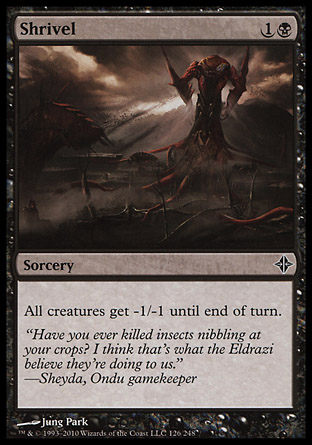 Shrivel 1
Sorcery
All creatures get -1/-1 until end of turn.
"Have you ever killed insects nibbling at
your crops? I think that's what the Eldrazi
believe they're doing to us."
—Sheyda, Ondu gamekeeper
Jung Park
™ & © 1993-2010 Wizards of the Coast LLC 126/248